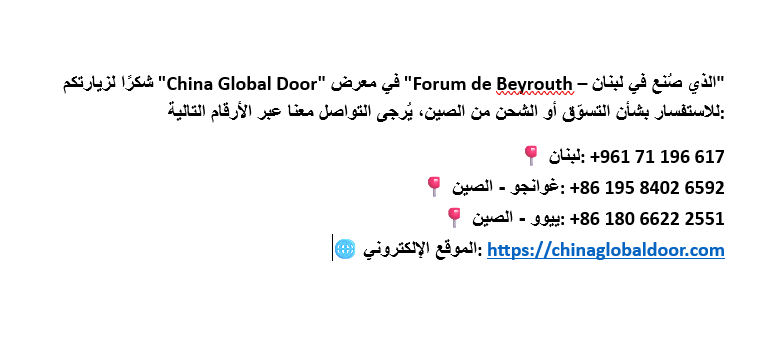 شكرًا لزيارتكم "China Global Door" في معرض "Forum de Beyrouth – الذي صُنع في لبنان"
للاستفسار بشأن التسوّق أو الشحن من الصين، يُرجى التواصل معنا عبر الأرقام التالية:
📍 لبنان: +961 71 196 617
📍 غوانجو - الصين: +86 195 8402 6592
📍 ييوو - الصين: +86 180 6622 2551
🌐 الموقع الإلكتروني: https://chinaglobaldoor.com